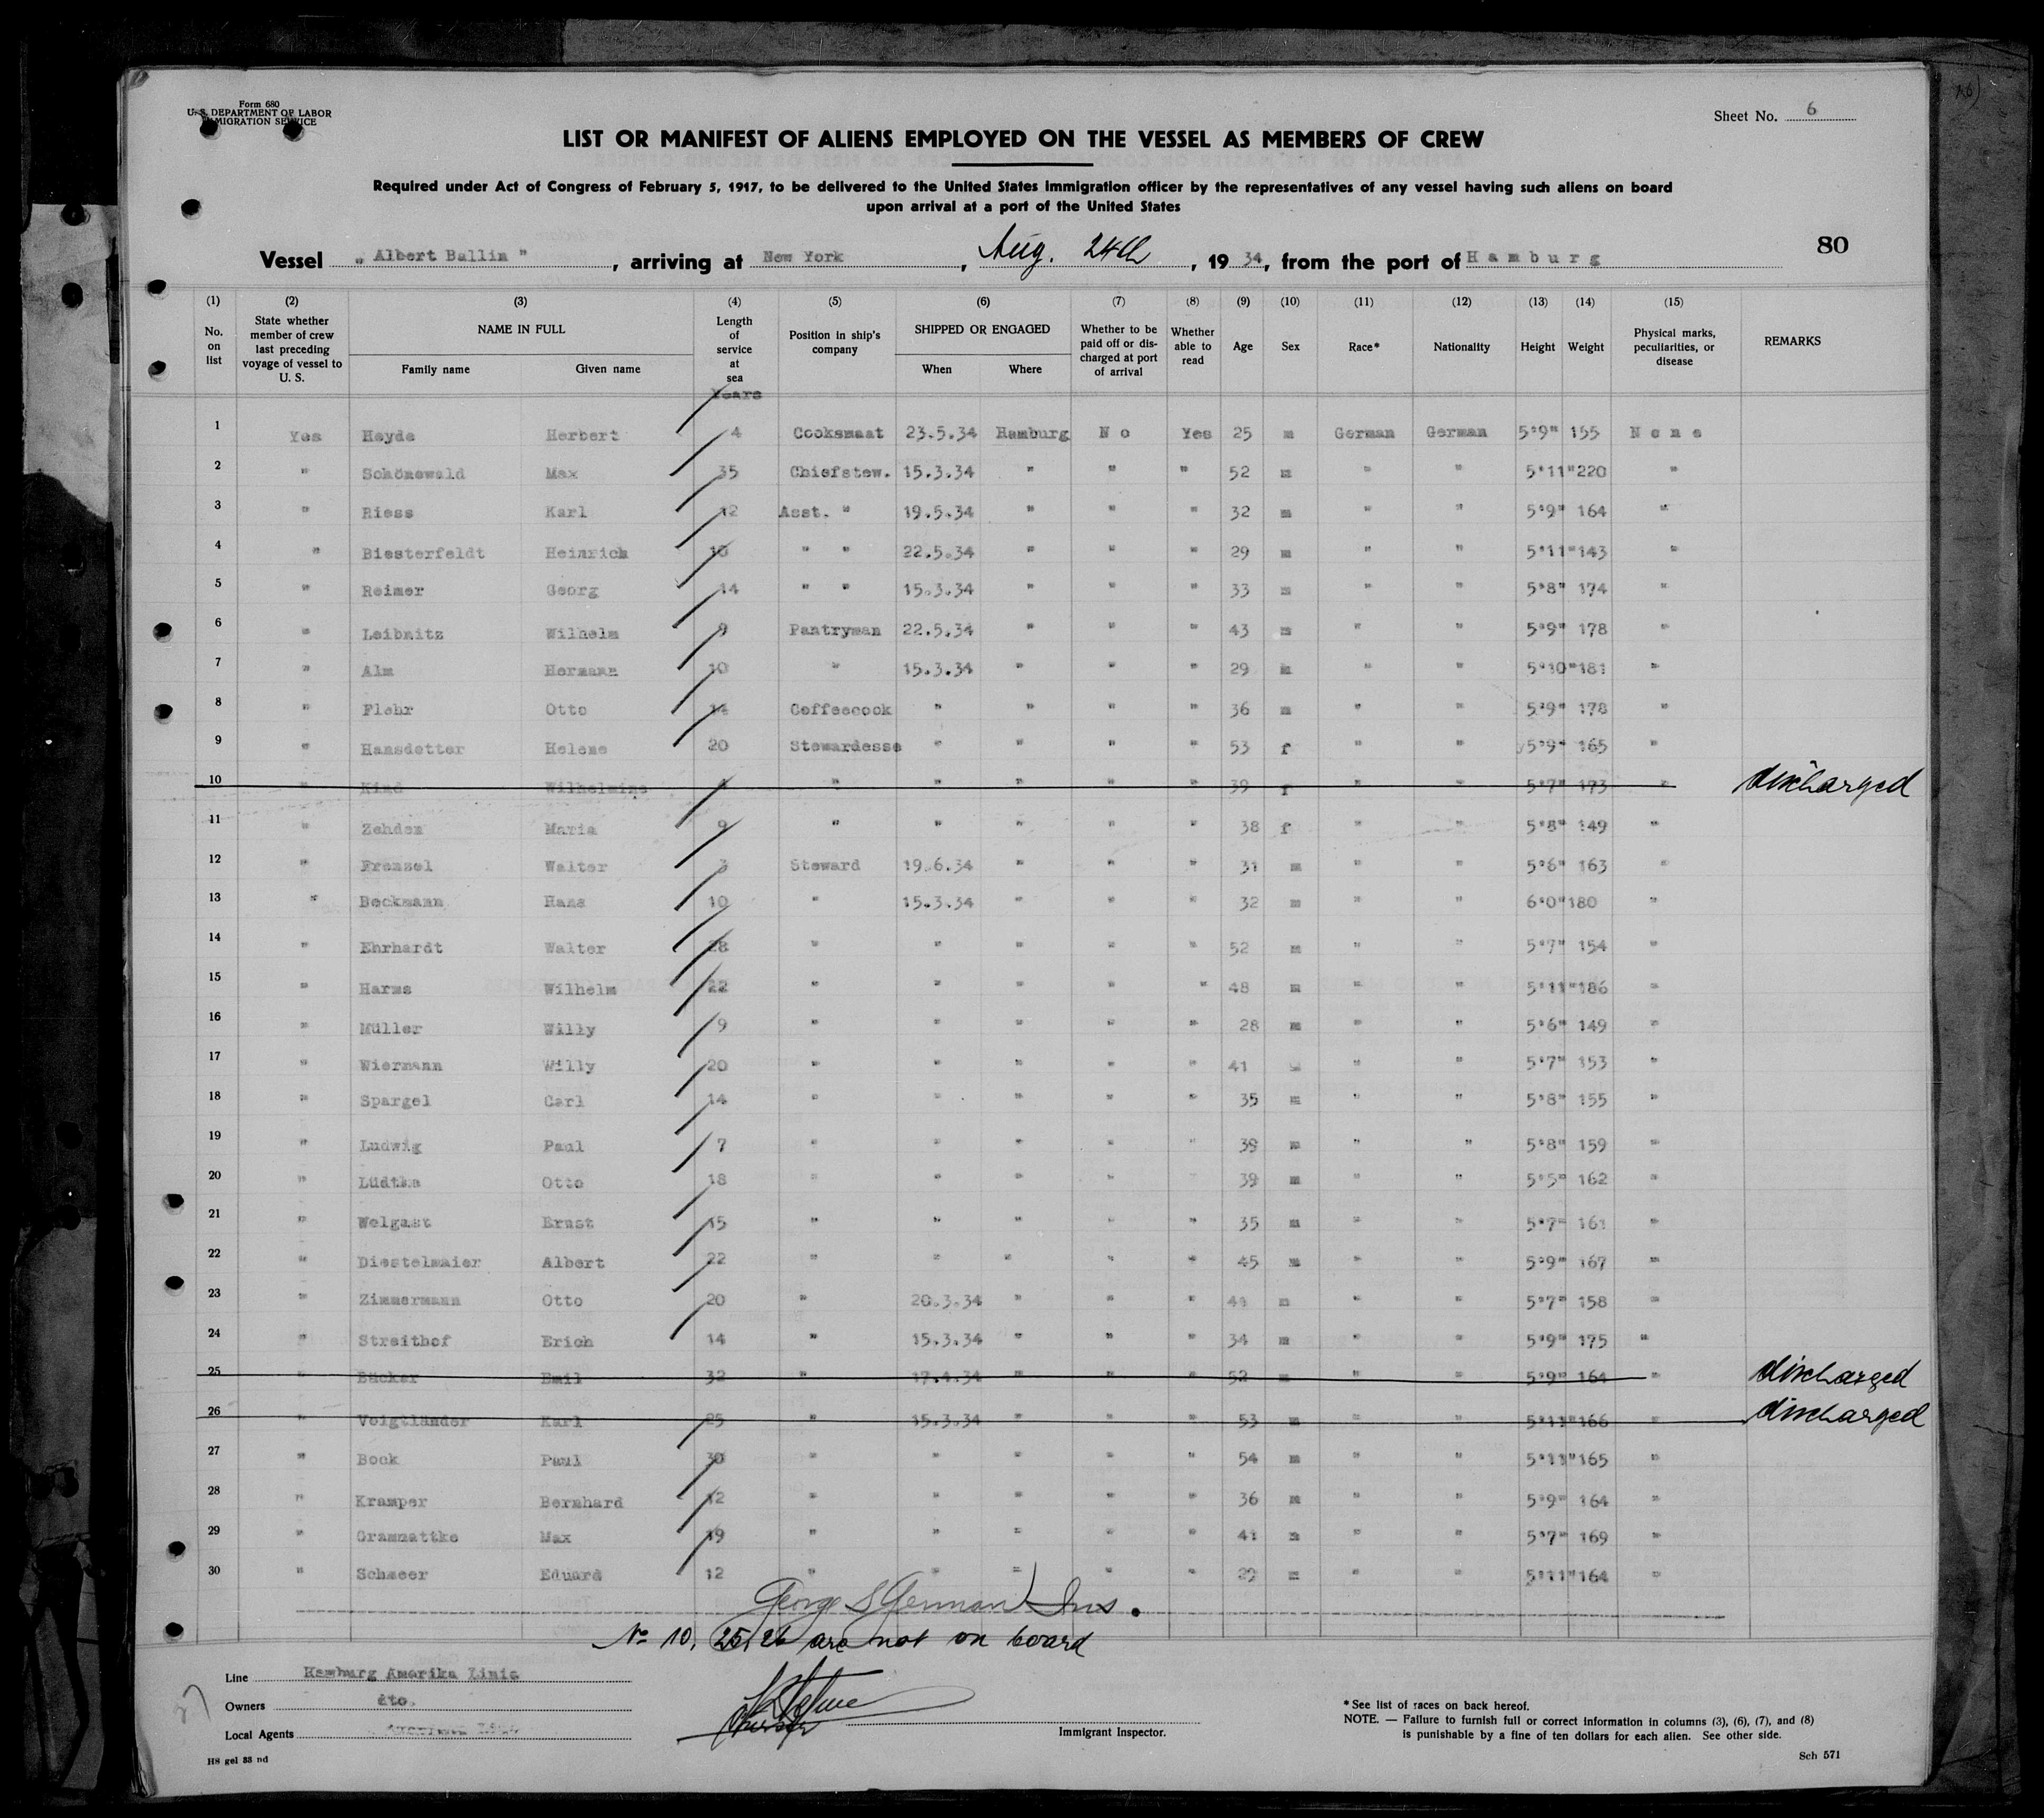 Form 680
U. S. DEPARTMENT OF LABOR
IMMIGRATION SERVICE
Sheet No. 6
LIST OR MANIFEST OF ALIENS EMPLOYED ON THE VESSEL AS MEMBERS OF CREW
Required under Act of Congress of February 5, 1917, to be delivered to the United States immigration officer by the representatives of any vessel having such aliens on board
upon arrival at a port of the United States
80
Vessel „ Albert Ballin ", arriving at New York, Aug. 24th, 19 34, from the port of Hamburg
(1) (2) (3) (4) (5) (6) (7) (8) (9) (10) (11) (12) (13) (14) (15)
No. on list State whether member of crew last preceding voyage of vessel to U. S. NAME IN FULL Family name Given name Length of service at sea Position in ship's company SHIPPED OR ENGAGED When Where Whether to be paid off or discharged at port of arrival Whether able to read Age Sex Race* Nationality Height Weight Physical marks, peculiarities, or disease REMARKS
Years
1 Yes Heyde Herbert 4 Cooksmaat 23.5.34 Hamburg No Yes 25 m German German 5'9" 155 None
2 " Schönewald Max 35 Chiefstew. 15.3.34 " " " 52 m " " 5'11" 220 "
3 " Riess Karl 12 Asst. " 19.5.34 " " " 32 m " " 5'9" 164 "
4 " Biesterfeldt Heinrich " " 22.5.34 " " " 29 m " " 5'11" 143 "
5 " Reimer Georg 14 " " 15.3.34 " " " 33 m " " 5'8" 174 "
6 " Leibnitz Wilhelm 9 Pantryman 22.5.34 " " " 43 m " " 5'9" 178 "
7 " Alm Hermann 10 " 15.3.34 " " " 29 m " " 5'10" 181 "
8 " Flehr Otto Coffeecook " " " " 36 m " " 5'9" 178 "
9 " Hansdetter Helene 20 Stewardesse " " " " 53 f " " 5'9" 165 "
10 " Kind Wilhelmine " " " " " 39 f " " 5'7" 173 " discharged
11 " Zehden Maria 9 " " " " " 38 f " " 5'8" 149 "
12 " Frenzel Walter 3 Steward 19.6.34 " " " 31 m " " 5'6" 163 "
13 " Beckmann Hans 10 " 15.3.34 " " " 32 m " " 6'0" 180 "
14 " Ehrhardt Walter 28 " " " " " 52 m " " 5'7" 154 "
15 " Harms Wilhelm 22 " " " " " 48 m " " 5'11" 186 "
16 " Müller Willy 9 " " " " " 28 m " " 5'6" 149 "
17 " Wiermann Willy 20 " " " " " 41 m " " 5'7" 153 "
18 " Spargel Carl 14 " " " " " 35 m " " 5'8" 155 "
19 " Ludwig Paul 7 " " " " " 39 m " " 5'8" 159 "
20 " Lüdtka Otto 18 " " " " 39 m " " 5'5" 162 "
21 " Welgast Ernst 15 " " " " " 35 m " " 5'7" 161 "
22 " Diestelmaier Albert 22 " " " " " 45 m " " 5'9" 167 "
23 " Zimmermann Otto 20 " 20.3.34 " " " 41 m " " 5'7" 158 "
24 " Streithof Erich 14 " 15.3.34 " " " 34 m " " 5'9" 175 "
25 " Bäcker Emil 32 " 17.4.34 " " " 52 m " " 5'9" 164 " discharged
26 " Voigtländer Karl 25 " 15.3.34 " " " 53 m " " 5'11" 166 " discharged
27 " Bock Paul 30 " " " " " 54 m " " 5'11" 165 "
28 " Kramper Bernhard 12 " " " " " 36 m " " 5'9" 164 "
29 " Grammattke Max 19 " " " " " 41 m " " 5'7" 169 "
30 " Schmeer Eduard 12 " " " " " 29 m " " 5'11" 164 "
George S German Ins.
No 10, 25, 26 are not on board
Line Hamburg Amerika Linie
Owners dto.
Local Agents
Immigrant Inspector.
* See list of races on back hereof.
NOTE. — Failure to furnish full or correct information in columns (3), (6), (7), and (8)
is punishable by a fine of ten dollars for each alien. See other side.
H8 gel 33 nd
Sch 571